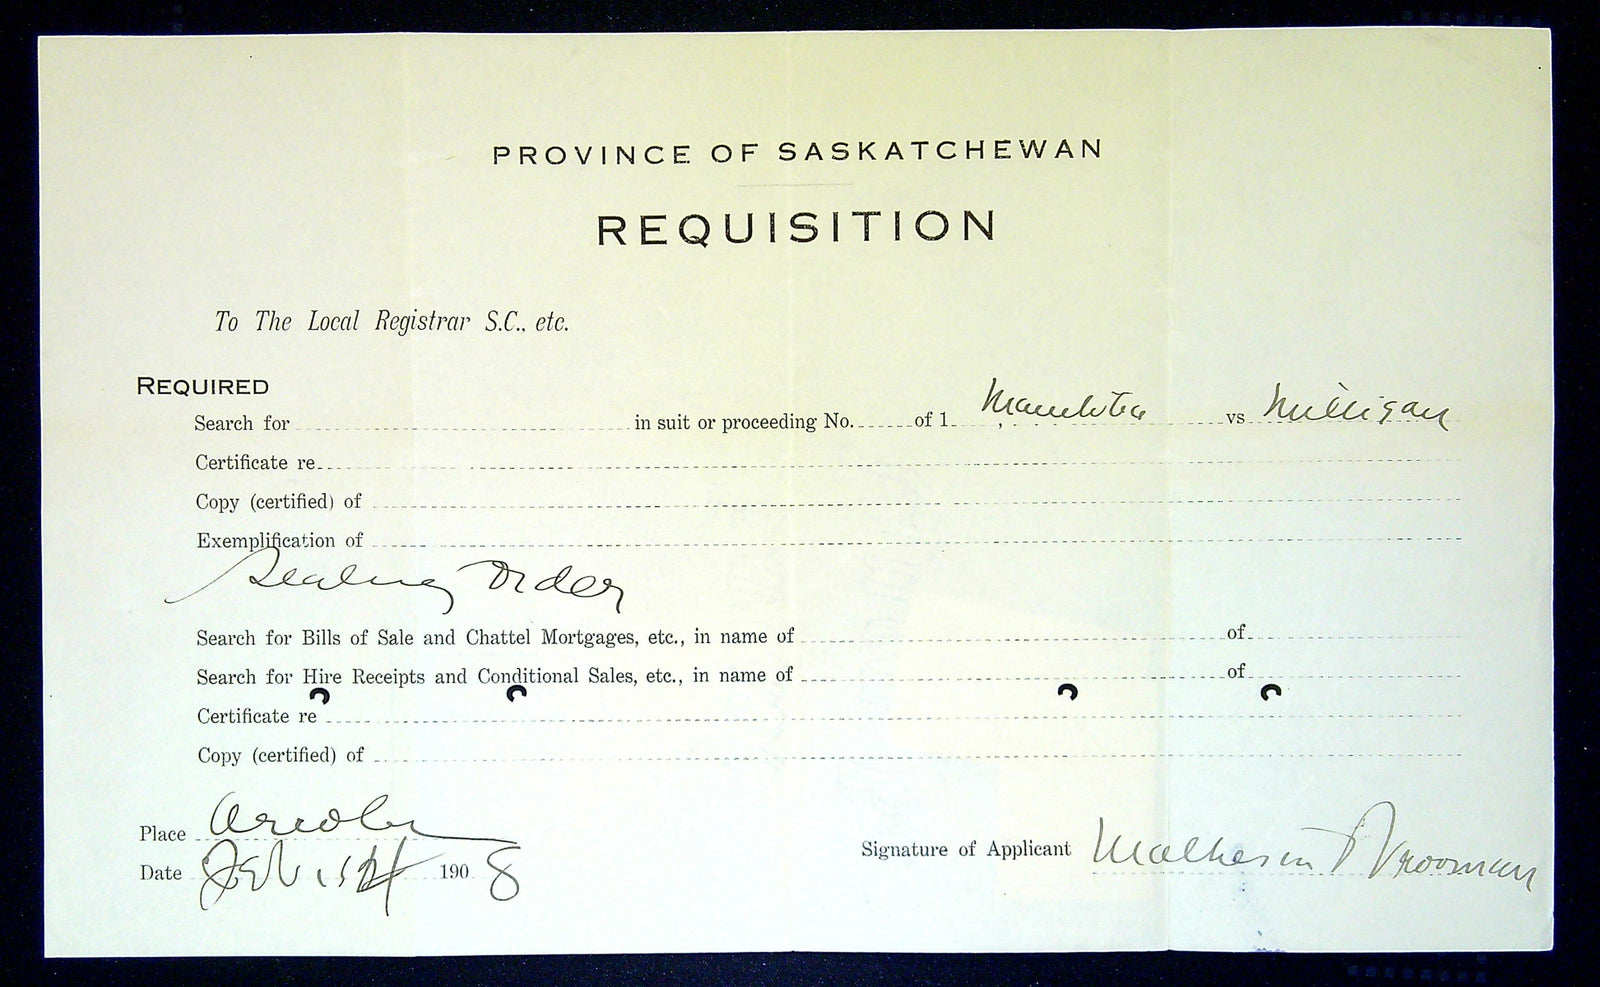 PROVINCE OF SASKATCHEWAN
REQUISITION
To The Local Registrar S.C., etc.
REQUIRED
Search for in suit or proceeding No. of 1 Manitoba vs Milligan
Certificate re
Copy (certified) of
Exemplification of
Sealing Order
Search for Bills of Sale and Chattel Mortgages, etc., in name of of
Search for Hire Receipts and Conditional Sales, etc., in name of of
Certificate re
Copy (certified) of
Place Arcola
Date Feb 190 8
Signature of Applicant Matheson & Vrooman